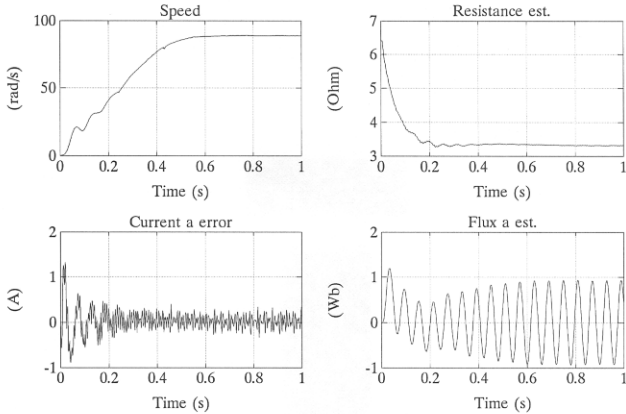 Speed
100
50
0
(rad/s)
0 0.2 0.4 0.6 0.8 1
Time (s)
Resistance est.
7
6
5
4
3
(Ohm)
0 0.2 0.4 0.6 0.8 1
Time (s)
Current a error
2
1
0
-1
(A)
0 0.2 0.4 0.6 0.8 1
Time (s)
Flux a est.
2
1
0
-1
(Wb)
0 0.2 0.4 0.6 0.8 1
Time (s)